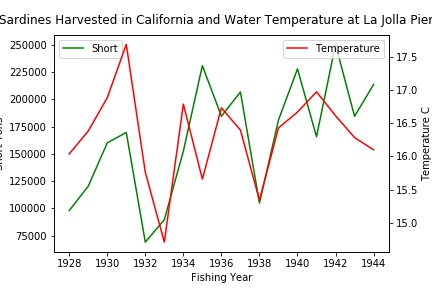 Sardines Harvested in California and Water Temperature at La Jolla Pier
Short
Temperature
250000
225000
200000
175000
150000
125000
100000
75000
17.5
17.0
16.5
16.0
15.5
15.0
Short Tons
Temperature C
1928 1930 1932 1934 1936 1938 1940 1942 1944
Fishing Year